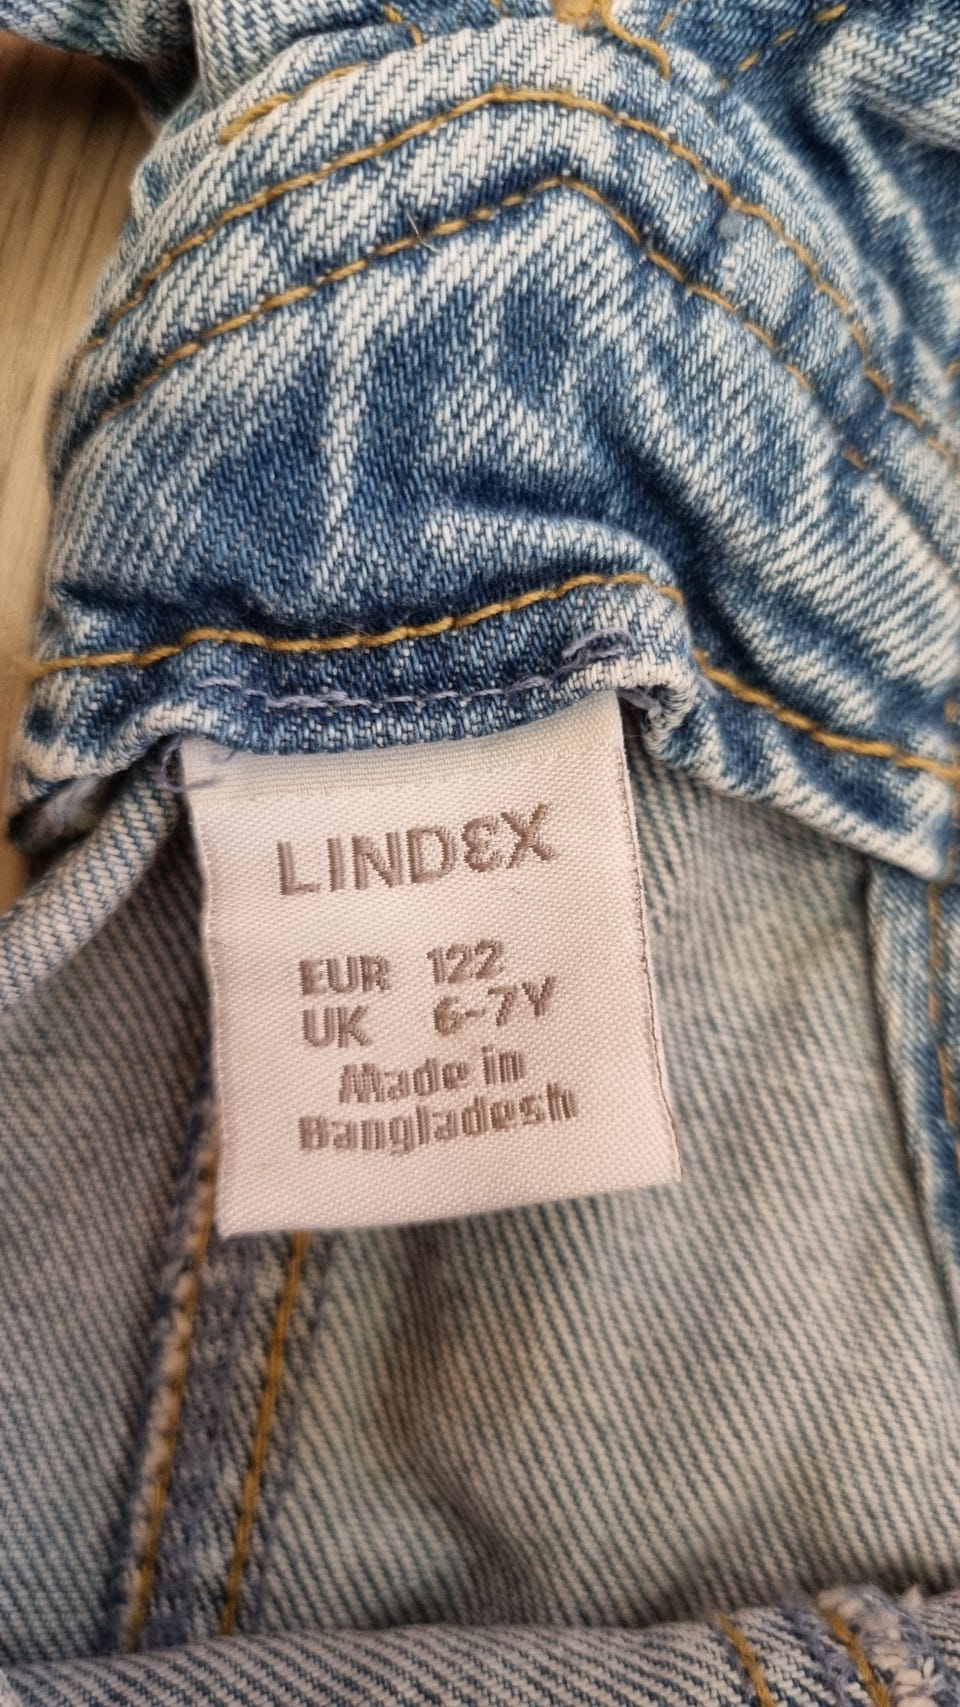 LINDEX
EUR 122
UK 6-7Y
Made in
Bangladesh